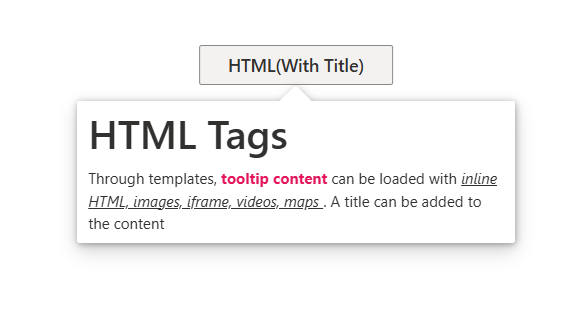 HTML(With Title)
HTML Tags
Through templates, tooltip content can be loaded with inline
HTML, images, iframe, videos, maps . A title can be added to
the content